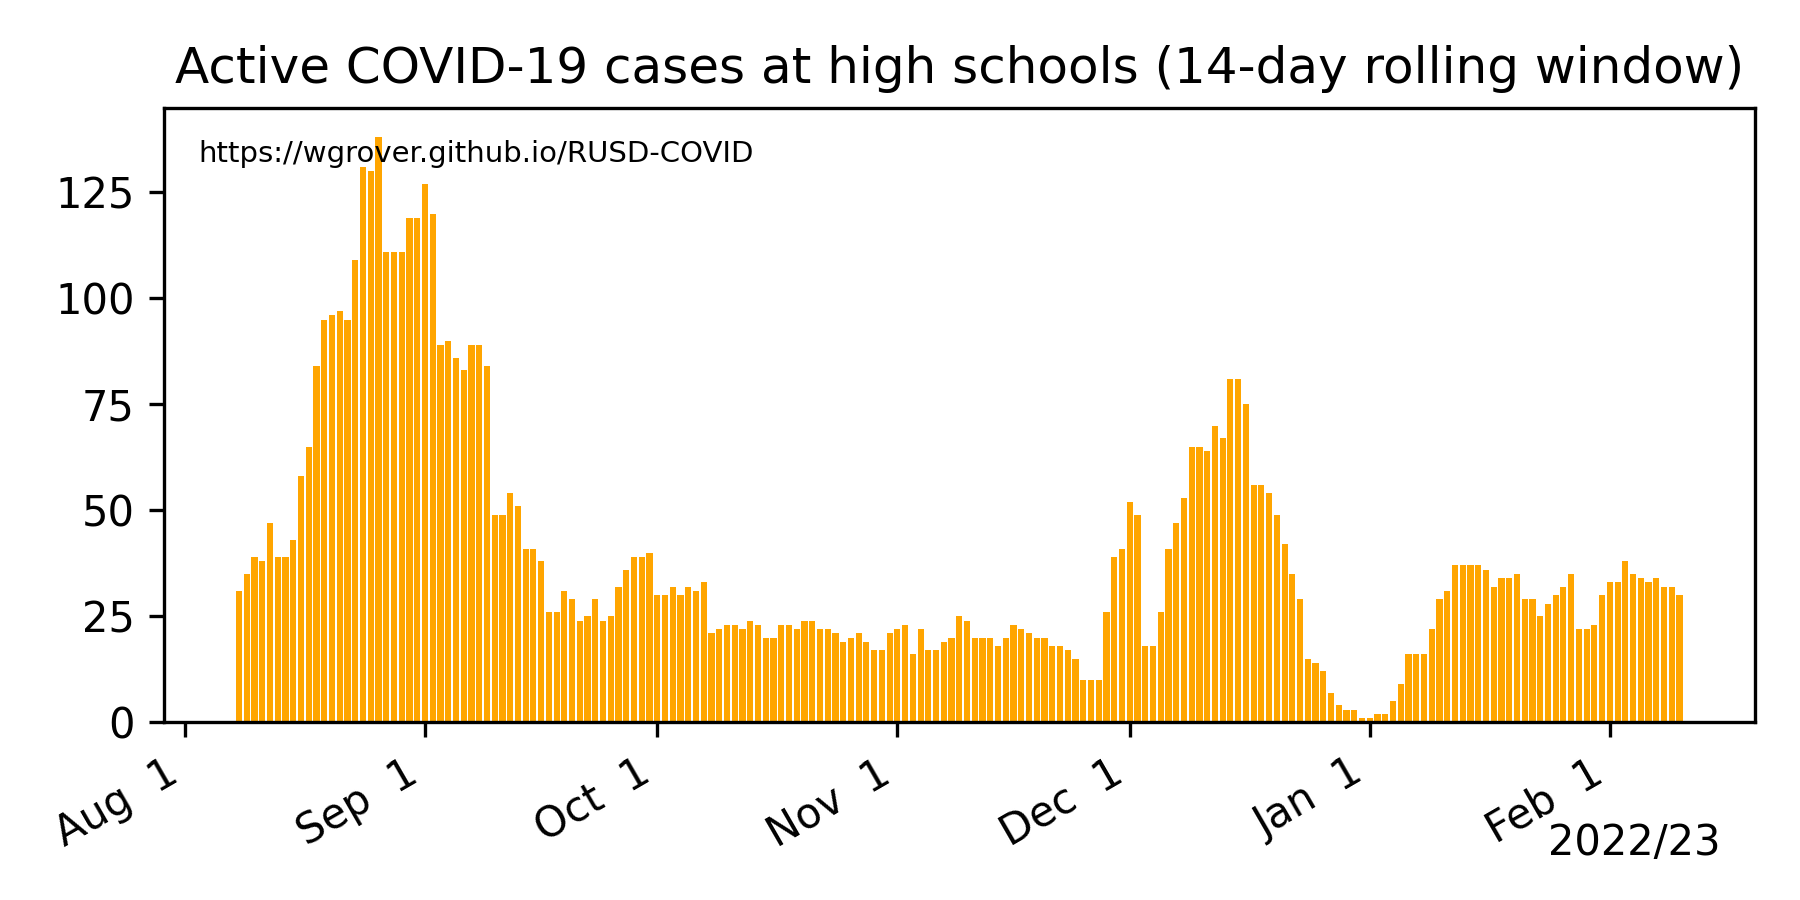 Active COVID-19 cases at high schools (14-day rolling window)
https://wgrover.github.io/RUSD-COVID
125
100
75
50
25
0
Aug 1
Sep 1
Oct 1
Nov 1
Dec 1
Jan 1
Feb 1
2022/23